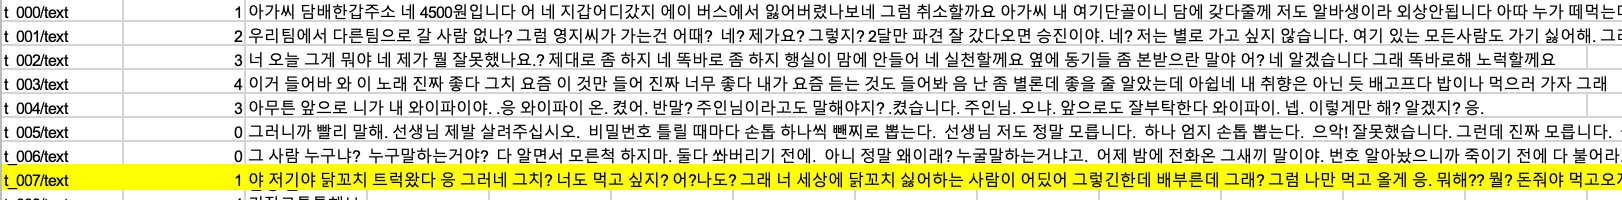 t_000/text 1 아가씨 담배한갑주소 네 4500원입니다 어 네 지갑어디갔지 에이 버스에서 잃어버렸나보네 그럼 취소할까요 아가씨 내 여기단골이니 담에 갖다줄께 저도 알바생이라 외상안됩니다 아따 누가 떼먹는다
t_001/text 2 우리팀에서 다른팀으로 갈 사람 없나? 그럼 영지씨가 가는건 어때? 네? 제가요? 그렇지? 2달만 파견 잘 갔다오면 승진이야. 네? 저는 별로 가고 싶지 않습니다. 여기 있는 모든사람도 가기 싫어해. 그래
t_002/text 3 너 오늘 그게 뭐야 네 제가 뭘 잘못했나요.? 제대로 좀 하지 네 똑바로 좀 하지 행실이 맘에 안들어 네 실천할께요 옆에 동기들 좀 본받으란 말야 어? 네 알겠습니다 그래 똑바로해 노럭할께요
t_003/text 4 이거 들어봐 와 이 노래 진짜 좋다 그치 요즘 이 것만 들어 진짜 너무 좋다 내가 요즘 듣는 것도 들어봐 음 난 좀 별론데 좋을 줄 알았는데 아쉽네 내 취향은 아닌 듯 배고프다 밥이나 먹으러 가자 그래
t_004/text 3 아무튼 앞으로 니가 내 와이파이야. .응 와이파이 온. 켰어. 반말? 주인님이라고도 말해야지? .켰습니다. 주인님. 오냐. 앞으로도 잘부탁한다 와이파이. 넵. 이렇게만 해? 알겠지? 응.
t_005/text 0 그러니까 빨리 말해. 선생님 제발 살려주십시오. 비밀번호 틀릴 때마다 손톱 하나씩 뺀찌로 뽑는다. 선생님 저도 정말 모릅니다. 하나 엄지 손톱 뽑는다. 으악! 잘못했습니다. 그런데 진짜 모릅니다.
t_006/text 0 그 사람 누구냐? 누구말하는거야? 다 알면서 모른척 하지마. 둘다 쏴버리기 전에. 아니 정말 왜이래? 누굴말하는거냐고. 어제 밤에 전화온 그새끼 말이야. 번호 알아놨으니까 죽이기 전에 다 불어라.
t_007/text 1 야 저기야 닭꼬치 트럭왔다 응 그러네 그치? 너도 먹고 싶지? 어?나도? 그래 너 세상에 닭꼬치 싫어하는 사람이 어딨어 그렇긴한데 배부른데 그래? 그럼 나만 먹고 올게 응. 뭐해?? 뭘? 돈줘야 먹고오지